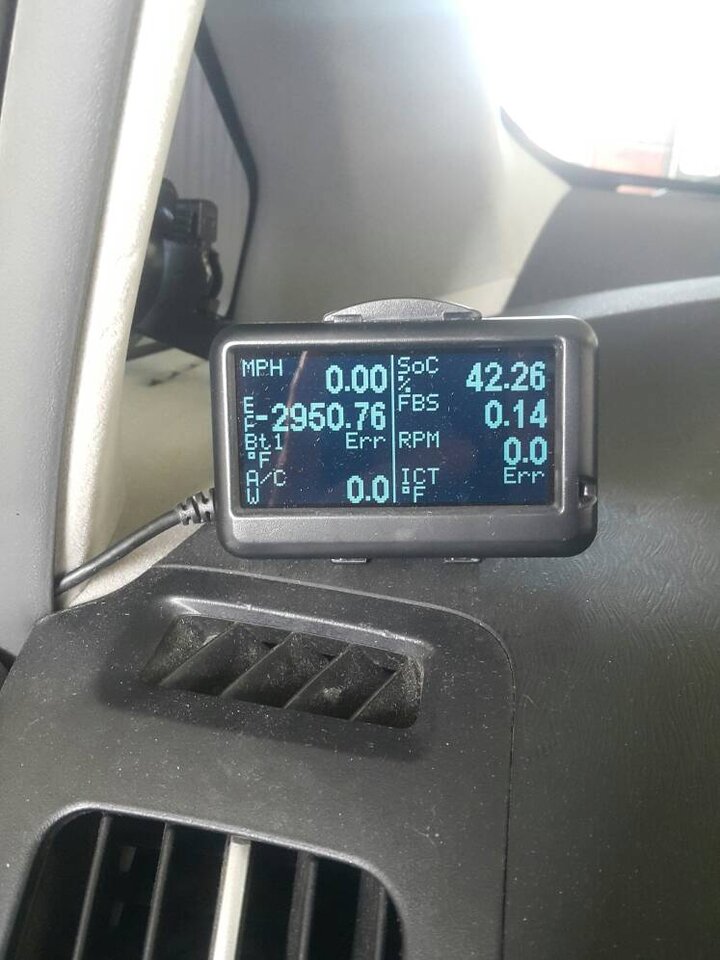 MPH 0.00
E
F -2950.76
Bt1 Err
°F
A/C
W 0.0
SoC
% 42.26
FBS 0.14
RPM 0.0
ICT Err
°F